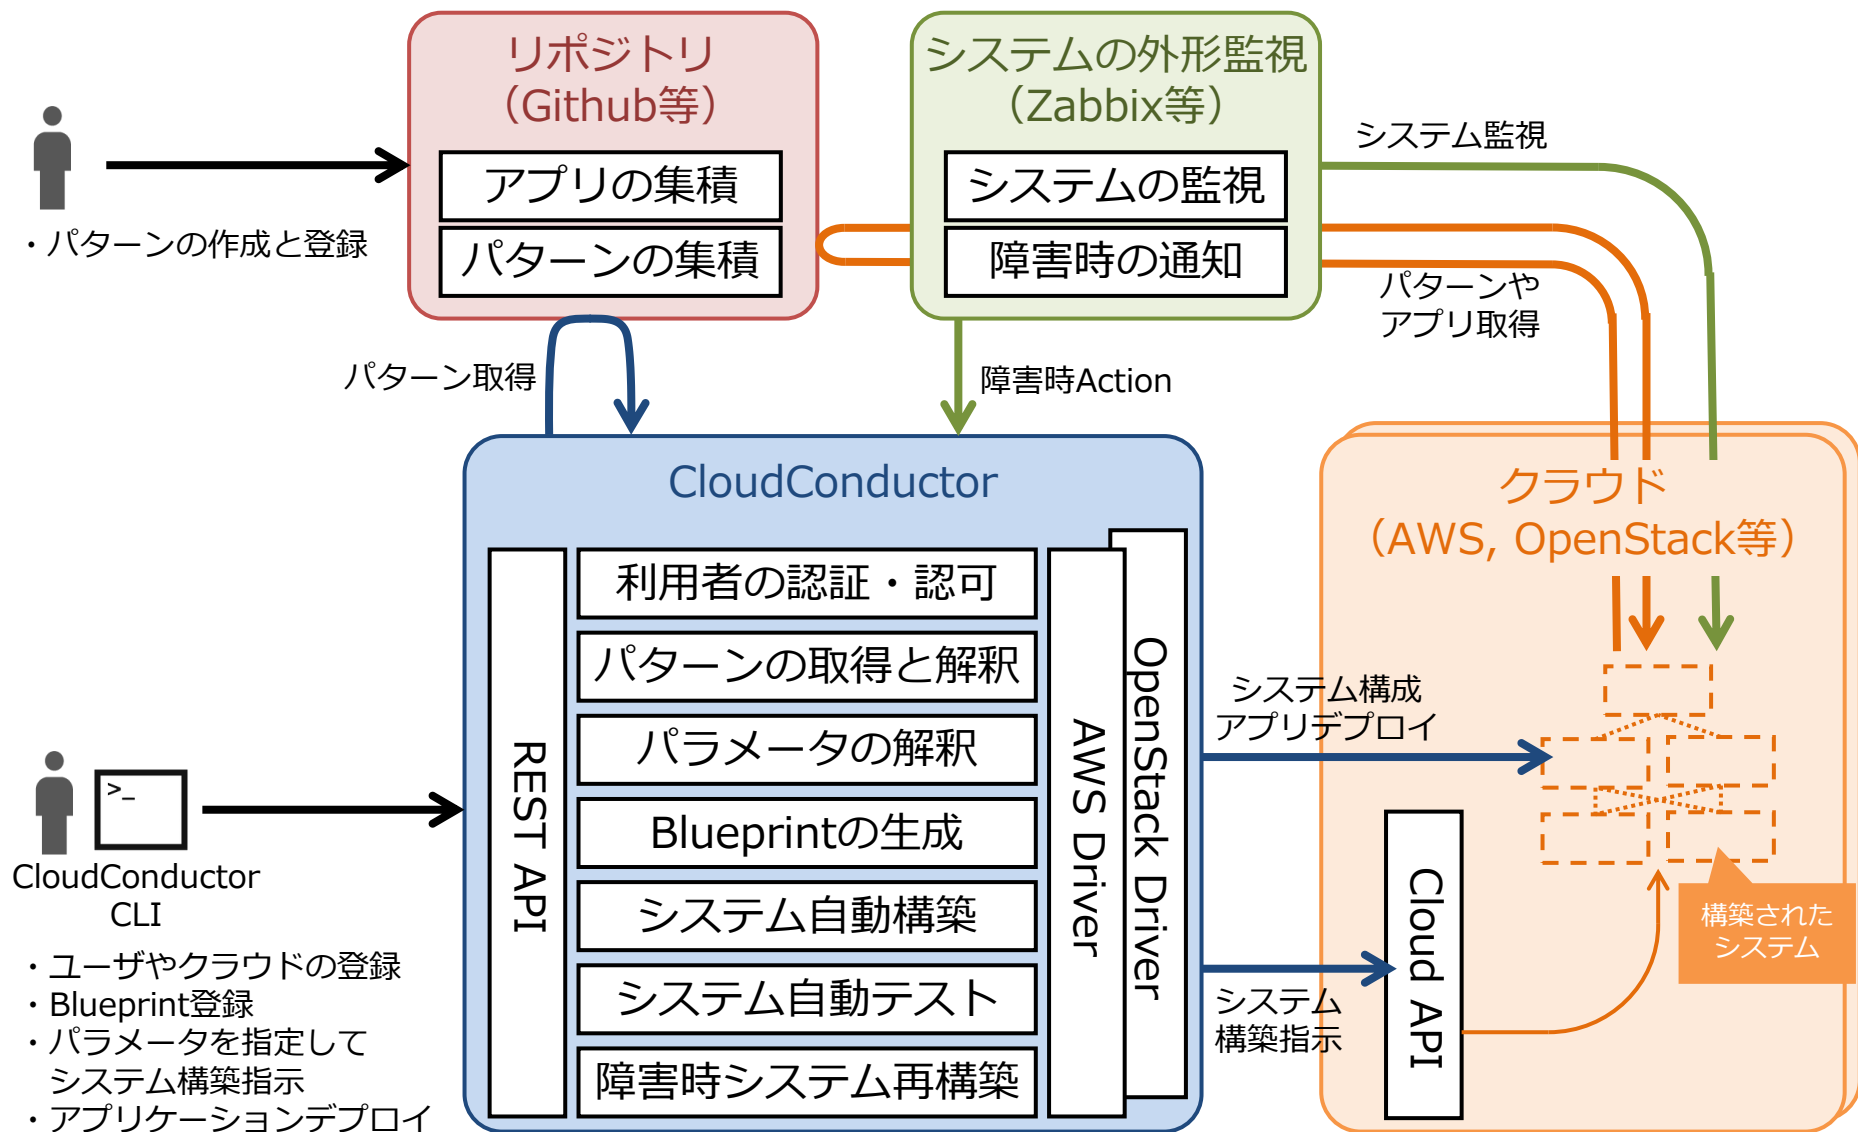 リポジトリ
（Github等）
アプリの集積
パターンの集積
システムの外形監視
（Zabbix等）
システムの監視
障害時の通知
システム監視
パターンや
アプリ取得
・パターンの作成と登録
パターン取得
障害時Action
CloudConductor
REST API
利用者の認証・認可
パターンの取得と解釈
パラメータの解釈
Blueprintの生成
システム自動構築
システム自動テスト
障害時システム再構築
AWS Driver
OpenStack Driver
システム構成
アプリデプロイ
システム
構築指示
クラウド
（AWS, OpenStack等）
Cloud API
構築された
システム
>_
CloudConductor
CLI
・ユーザやクラウドの登録
・Blueprint登録
・パラメータを指定して
システム構築指示
・アプリケーションデプロイ